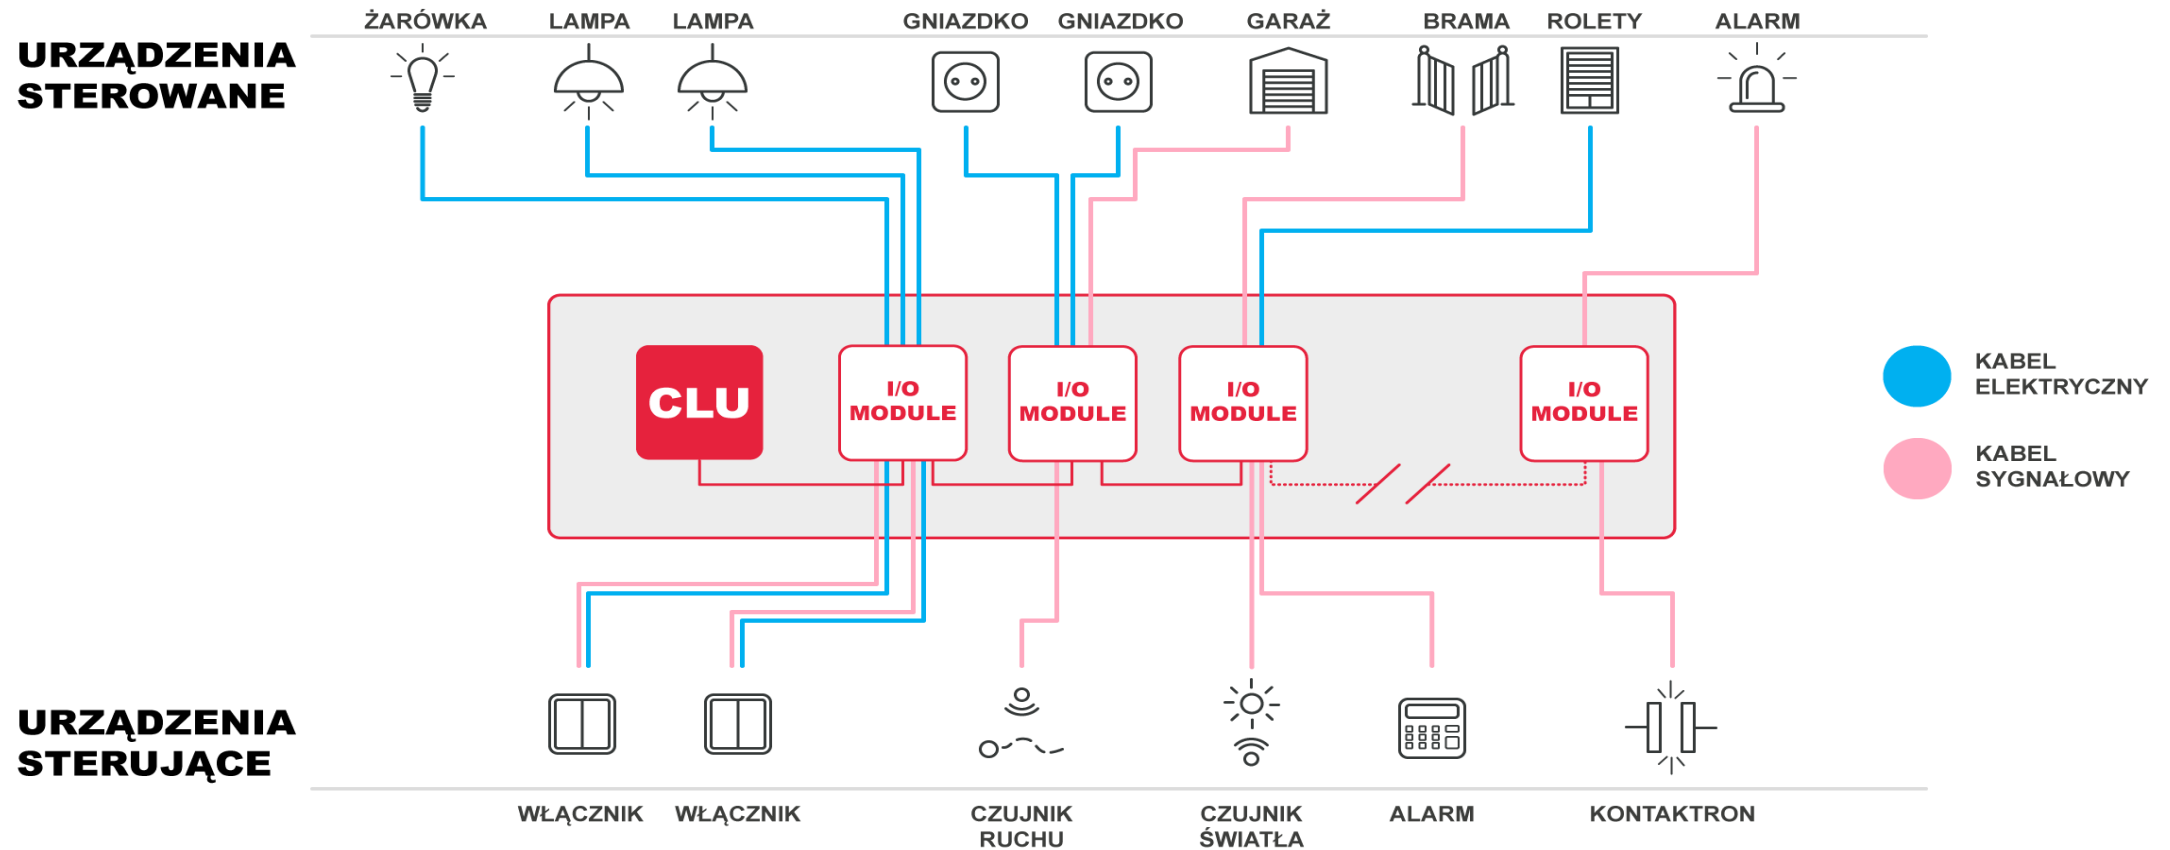 ŻARÓWKA LAMPA LAMPA GNIAZDKO GNIAZDKO GARAŻ BRAMA ROLETY ALARM
URZĄDZENIA
STEROWANE
CLU
I/O
MODULE
I/O
MODULE
I/O
MODULE
I/O
MODULE
KABEL
ELEKTRYCZNY
KABEL
SYGNAŁOWY
URZĄDZENIA
STERUJĄCE
WŁĄCZNIK
WŁĄCZNIK
CZUJNIK
RUCHU
CZUJNIK
ŚWIATŁA
ALARM
KONTAKTRON